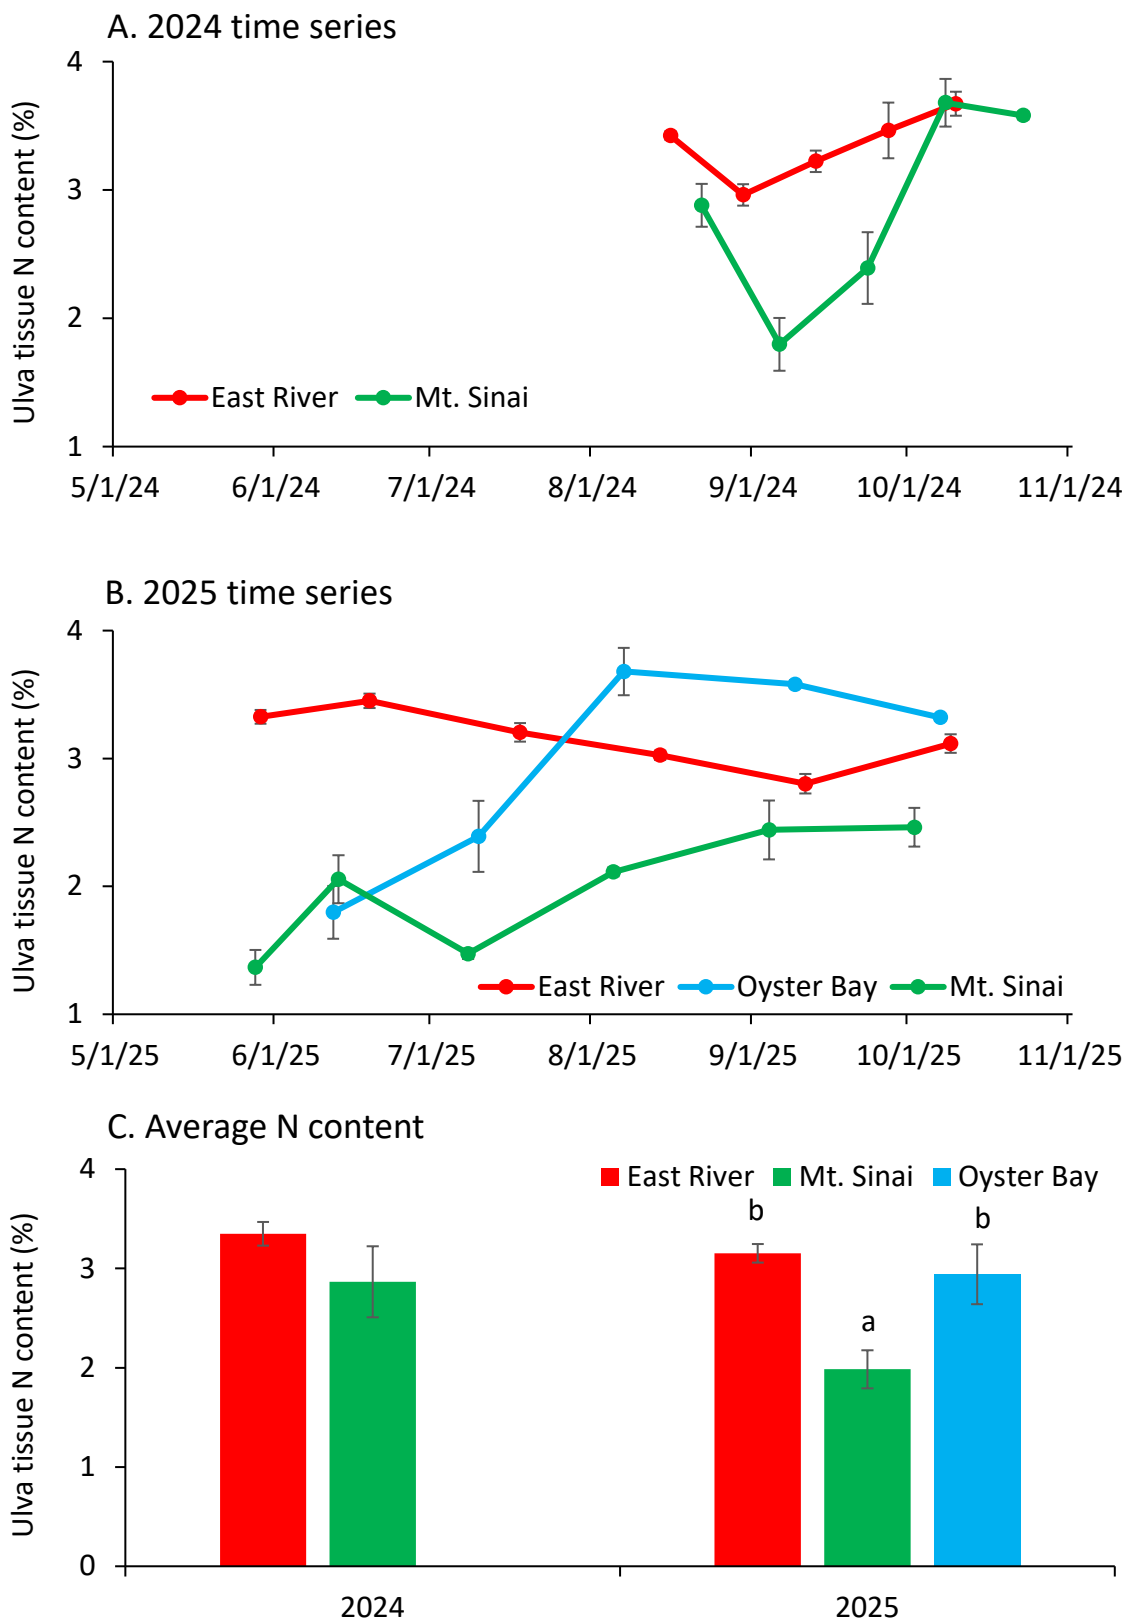 A. 2024 time series
Ulva tissue N content (%)
4
3
2
1
East River Mt. Sinai
5/1/24 6/1/24 7/1/24 8/1/24 9/1/24 10/1/24 11/1/24
B. 2025 time series
Ulva tissue N content (%)
4
3
2
1
East River Oyster Bay Mt. Sinai
5/1/25 6/1/25 7/1/25 8/1/25 9/1/25 10/1/25 11/1/25
C. Average N content
Ulva tissue N content (%)
4
3
2
1
0
East River Mt. Sinai Oyster Bay
b
b
a
2024 2025